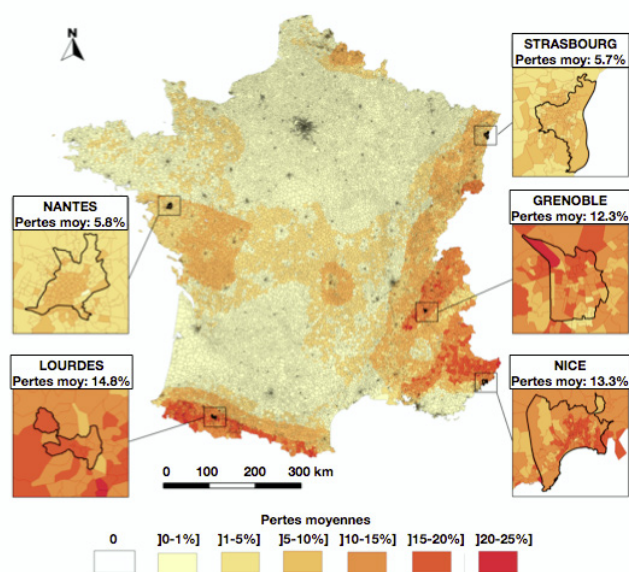 N
STRASBOURG
Pertes moy: 5.7%
NANTES
Pertes moy: 5.8%
GRENOBLE
Pertes moy: 12.3%
LOURDES
Pertes moy: 14.8%
NICE
Pertes moy: 13.3%
0 100 200 300 km
Pertes moyennes
0 ]0-1%] ]1-5%] ]5-10%] ]10-15%] ]15-20%] ]20-25%]